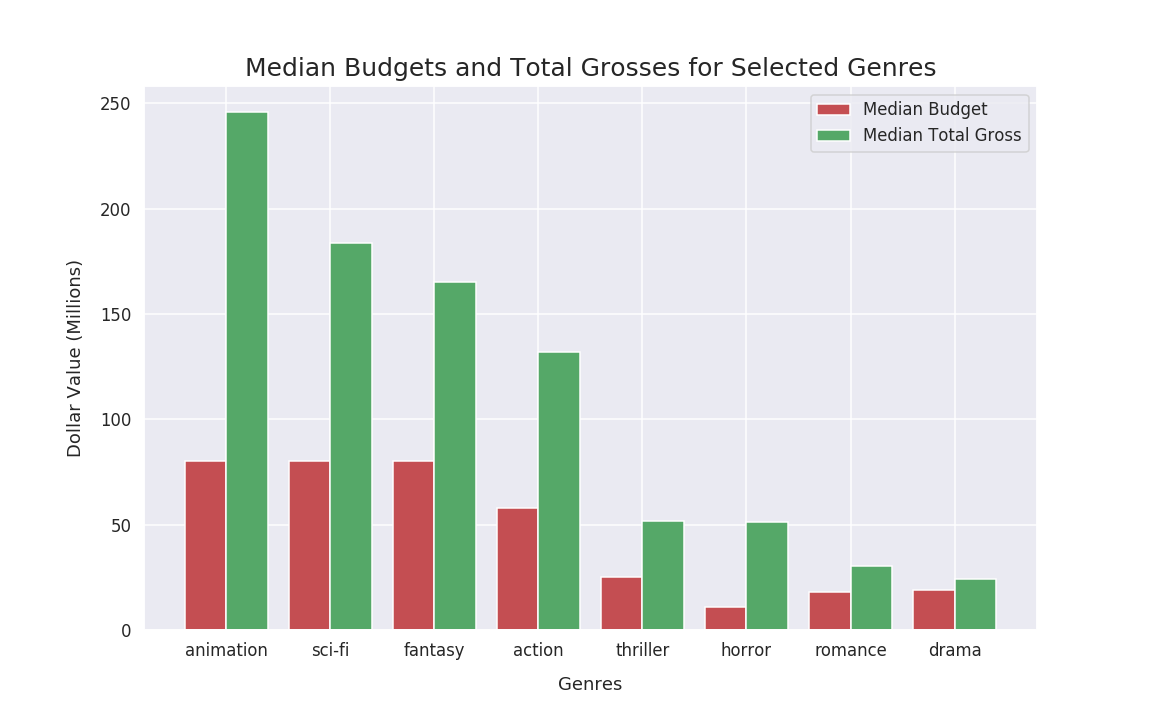 Median Budgets and Total Grosses for Selected Genres
Median Budget
Median Total Gross
250
200
150
100
50
0
Dollar Value (Millions)
animation sci-fi fantasy action thriller horror romance drama
Genres